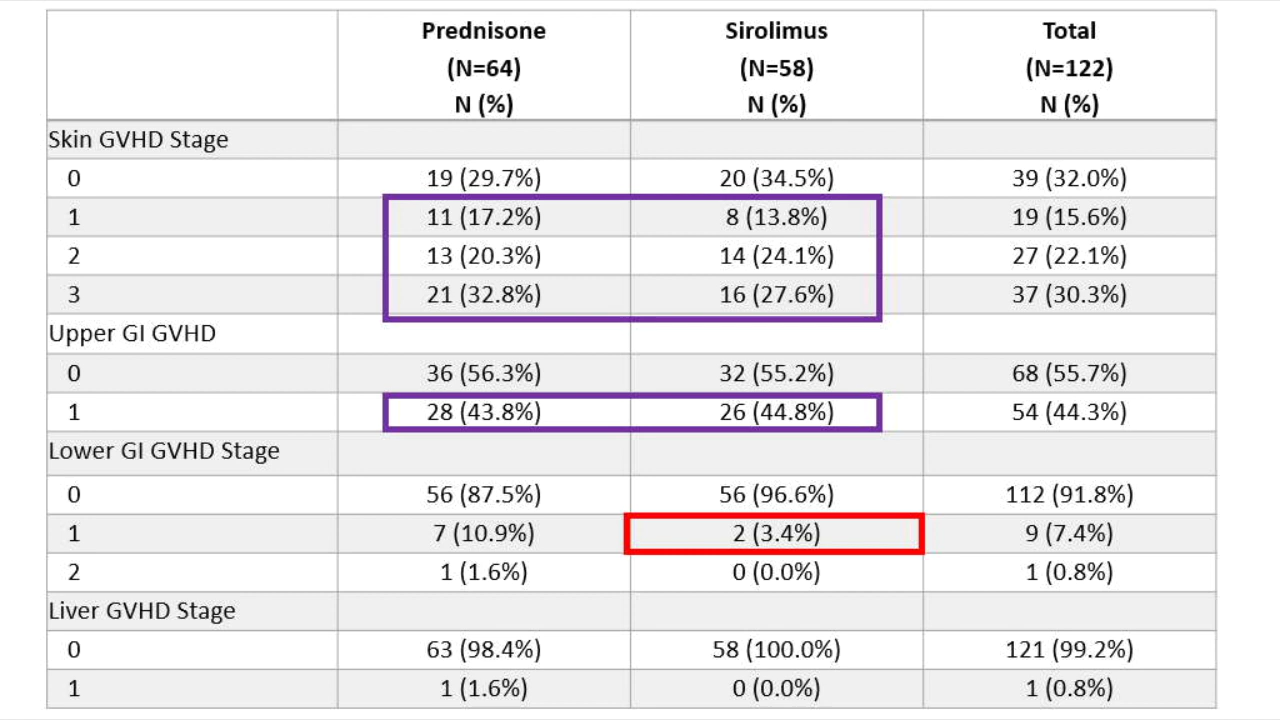 Prednisone Sirolimus Total
(N=64) (N=58) (N=122)
N (%) N (%) N (%)
Skin GVHD Stage
0 19 (29.7%) 20 (34.5%) 39 (32.0%)
1 11 (17.2%) 8 (13.8%) 19 (15.6%)
2 13 (20.3%) 14 (24.1%) 27 (22.1%)
3 21 (32.8%) 16 (27.6%) 37 (30.3%)
Upper GI GVHD
0 36 (56.3%) 32 (55.2%) 68 (55.7%)
1 28 (43.8%) 26 (44.8%) 54 (44.3%)
Lower GI GVHD Stage
0 56 (87.5%) 56 (96.6%) 112 (91.8%)
1 7 (10.9%) 2 (3.4%) 9 (7.4%)
2 1 (1.6%) 0 (0.0%) 1 (0.8%)
Liver GVHD Stage
0 63 (98.4%) 58 (100.0%) 121 (99.2%)
1 1 (1.6%) 0 (0.0%) 1 (0.8%)